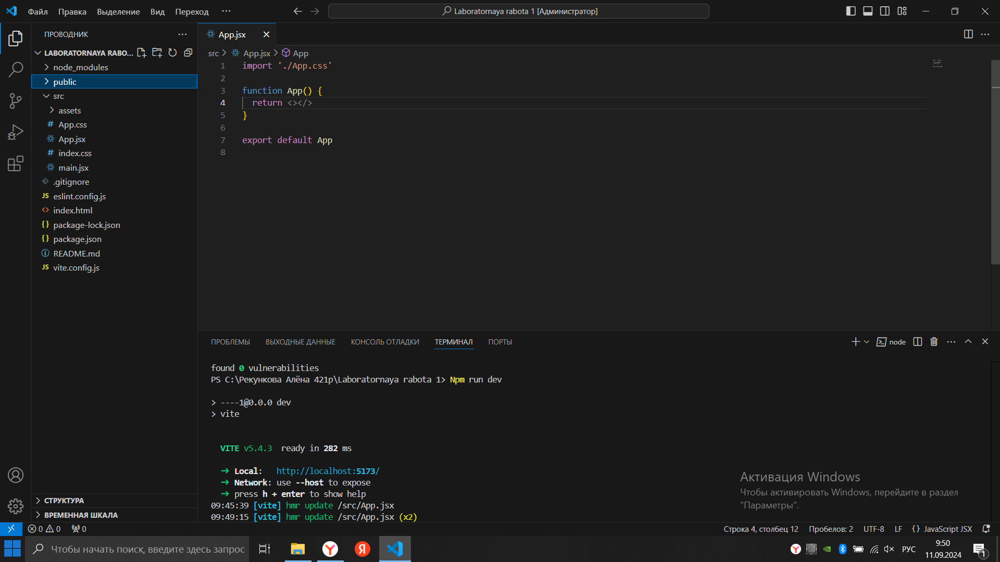 Файл Правка Выделение Вид Переход ···
Laboratornaya rabota 1 [Администратор]
ПРОВОДНИК
LABORATORNAYA RABO...
node_modules
public
src
assets
App.css
App.jsx
index.css
main.jsx
.gitignore
JS eslint.config.js
index.html
package-lock.json
package.json
README.md
JS vite.config.js
СТРУКТУРА
ВРЕМЕННАЯ ШКАЛА
App.jsx
src > App.jsx > App
1 import './App.css'
2
3 function App() {
4 return <></>
5 }
6
7 export default App
8
ПРОБЛЕМЫ ВЫХОДНЫЕ ДАННЫЕ КОНСОЛЬ ОТЛАДКИ ТЕРМИНАЛ ПОРТЫ
node
found 0 vulnerabilities
PS C:\Рекункова Алёна 421р\Laboratornaya rabota 1> Npm run dev
> ----1@0.0.0 dev
> vite
VITE v5.4.3 ready in 282 ms
➜ Local: http://localhost:5173/
➜ Network: use --host to expose
➜ press h + enter to show help
09:45:39 [vite] hmr update /src/App.jsx
09:49:15 [vite] hmr update /src/App.jsx (x2)
Активация Windows
Чтобы активировать Windows, перейдите в раздел
"Параметры".
0 0 0
Строка 4, столбец 12 Пробелов: 2 UTF-8 LF {} JavaScript JSX
Чтобы начать поиск, введите здесь запрос
РУС
9:50
11.09.2024
1